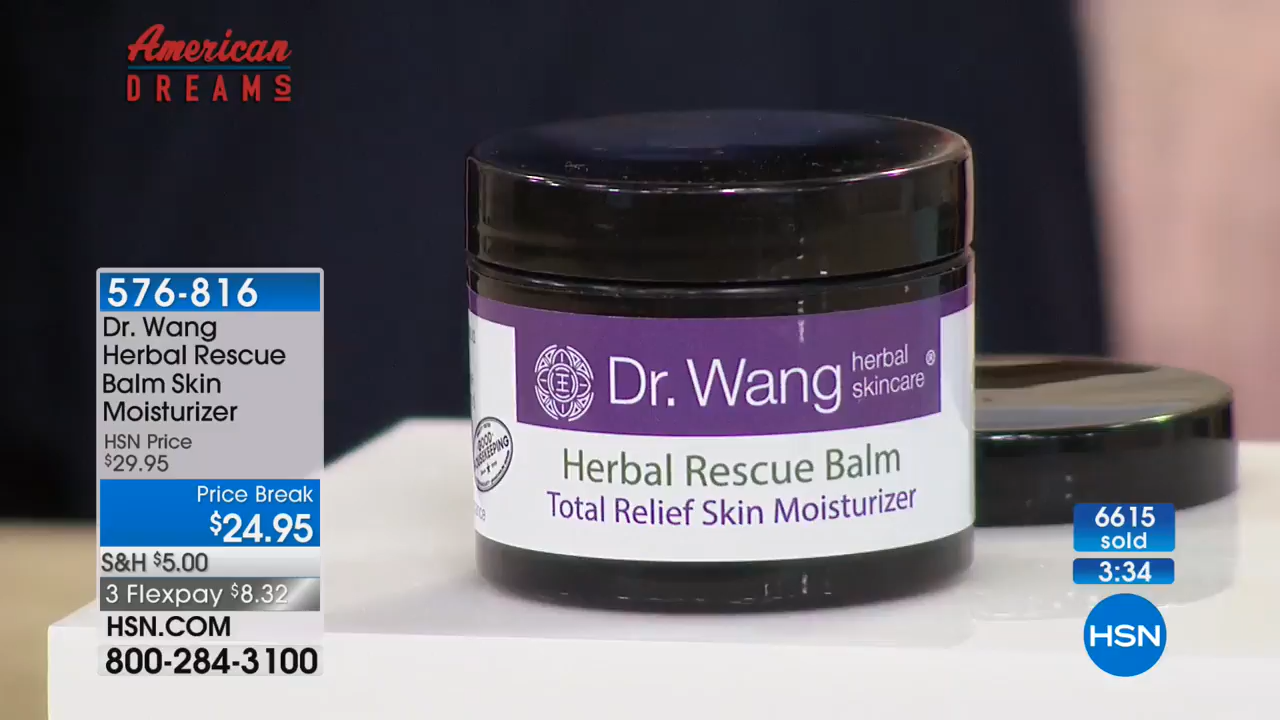 American
DREAMS
576-816
Dr. Wang
Herbal Rescue
Balm Skin
Moisturizer
HSN Price
$29.95
Price Break
$24.95
S&H $5.00
3 Flexpay $8.32
HSN.COM
800-284-3100
Dr. Wang herbal skincare ®
GOOD
Herbal Rescue Balm
Total Relief Skin Moisturizer
6615
sold
3:34
HSN